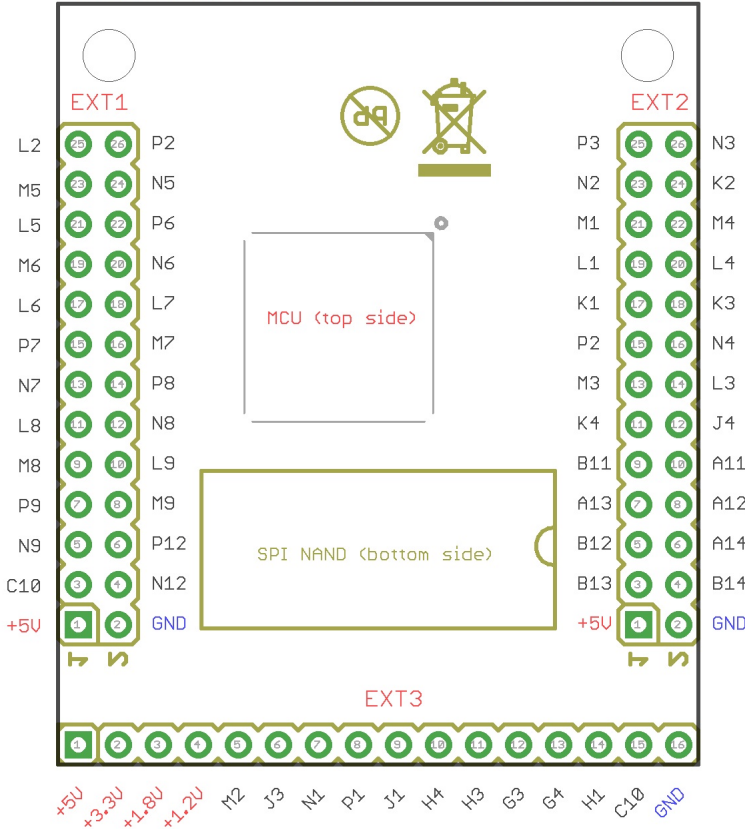 EXT1 EXT2
L2 25 26 P2 P3 25 26 N3
M5 23 24 N5 N2 23 24 K2
L5 21 22 P6 M1 21 22 M4
M6 19 20 N6 L1 19 20 L4
L6 17 18 L7 K1 17 18 K3
MCU (top side)
P7 15 16 M7 P2 15 16 N4
N7 13 14 P8 M3 13 14 L3
L8 11 12 N8 K4 11 12 J4
M8 9 10 L9 B11 9 10 A11
P9 7 8 M9 A13 7 8 A12
N9 5 6 P12 B12 5 6 A14
SPI NAND (bottom side)
C10 3 4 N12 B13 3 4 B14
+5V 1 2 GND +5V 1 2 GND
1 2 1 2
EXT3
1 2 3 4 5 6 7 8 9 10 11 12 13 14 15 16
+5V +3.3V +1.8V +1.2V M2 J3 N1 P1 J1 H4 H3 G3 G4 H1 C10 GND